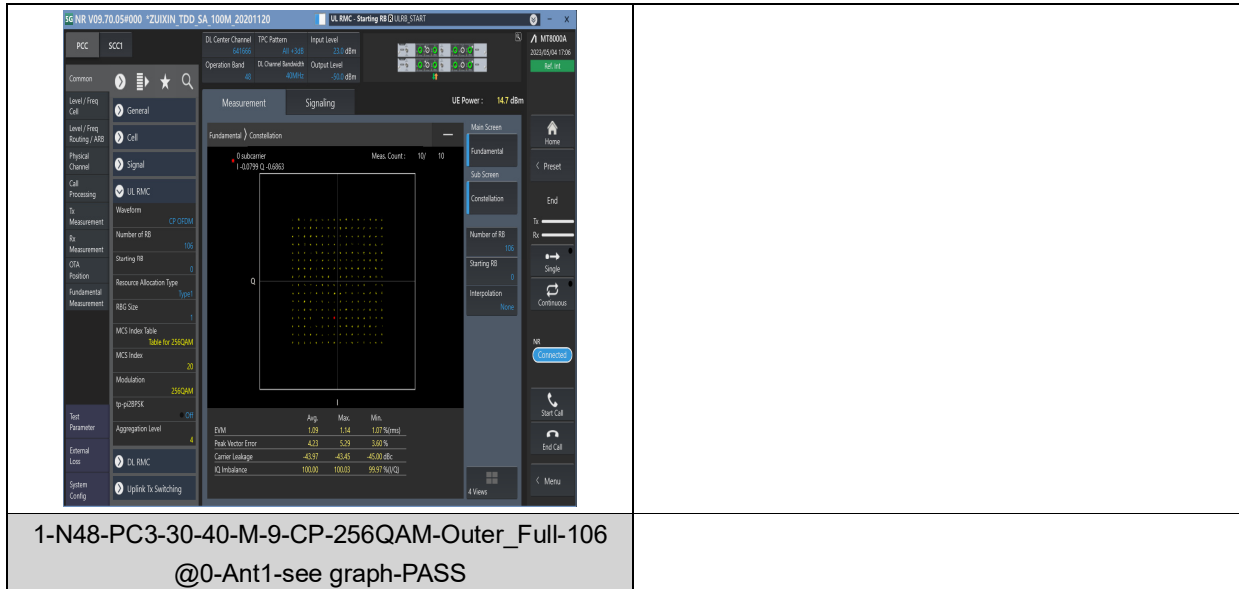 5G NR V09.70.05#000 *ZUIXIN_TDD_SA_100M_20201120
UL RMC - Starting RB ULRB_START
PCC
SCC1
DL Center Channel
641666
TPC Pattern
All +3dB
Input Level
23.0 dBm
Operation Band
48
DL Channel Bandwidth
40MHz
Output Level
-50.0 dBm
MT8000A
2023/05/04 17:06
Ref. Int
Common
Level / Freq
Cell
Level / Freq
Routing / ARB
Physical
Channel
Call
Processing
Tx
Measurement
Rx
Measurement
OTA
Position
Fundamental
Measurement
Test
Parameter
External
Loss
System
Config
General
Cell
Signal
UL RMC
Waveform
CP OFDM
Number of RB
106
Starting RB
0
Resource Allocation Type
Type1
RBG Size
1
MCS Index Table
Table for 256QAM
MCS Index
20
Modulation
256QAM
tp-pi2BPSK
Off
Aggregation Level
4
DL RMC
Uplink Tx Switching
Measurement
Signaling
UE Power : 14.7 dBm
Fundamental Constellation
0 subcarrier
I -0.0799 Q -0.6863
Meas. Count : 10/ 10
Q
I
Avg. Max. Min.
EVM 1.09 1.14 1.07 %(rms)
Peak Vector Error 4.23 5.29 3.60 %
Carrier Leakage -43.97 -43.45 -45.00 dBc
IQ Imbalance 100.00 100.03 99.97 %(I/Q)
Main Screen
Fundamental
Sub Screen
Constellation
Number of RB
106
Starting RB
0
Interpolation
None
4 Views
Home
Preset
End
Tx
Rx
Single
Continuous
NR
Connected
Start Call
End Call
Menu
1-N48-PC3-30-40-M-9-CP-256QAM-Outer_Full-106
@0-Ant1-see graph-PASS